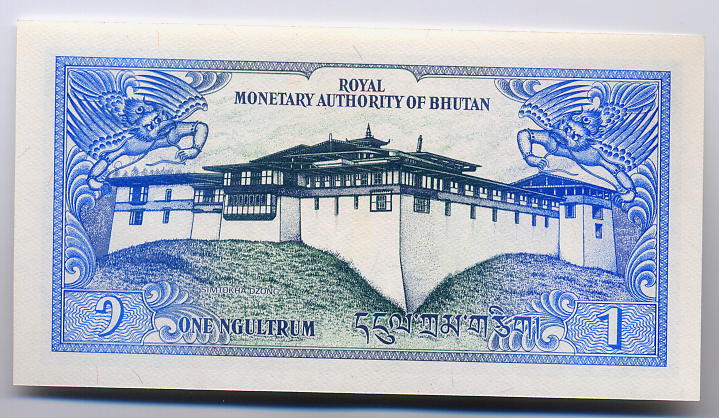 ROYAL
MONETARY AUTHORITY OF BHUTAN
SIMTOKHA DZONG
༡ ONE NGULTRUM དངུལ་ཀྲམ་གཅིག། 1